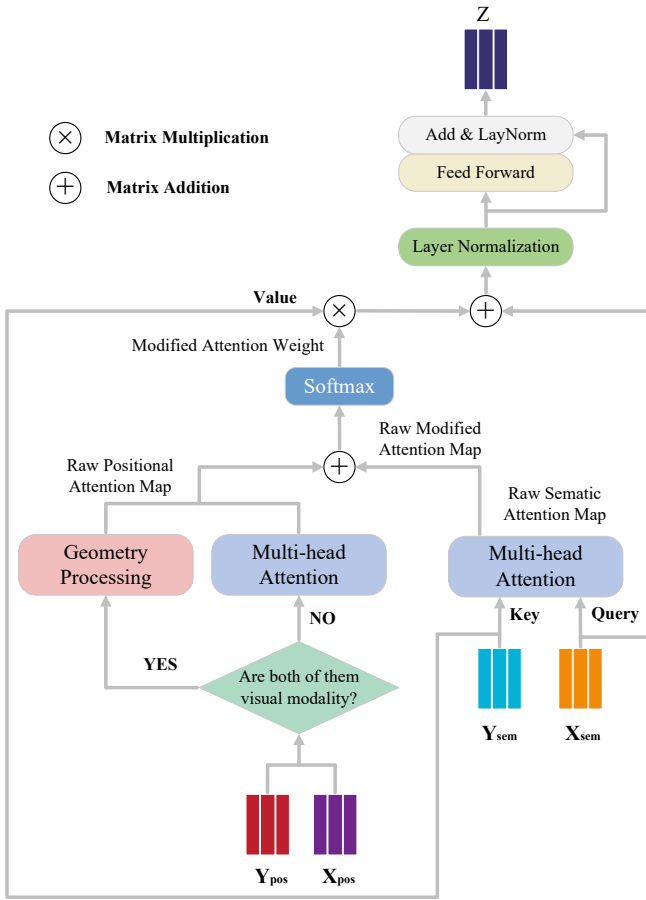 Z
Add & LayNorm
Matrix Multiplication
Feed Forward
Matrix Addition
Layer Normalization
Value
Modified Attention Weight
Softmax
Raw Modified
Attention Map
Raw Positional
Attention Map
Raw Sematic
Attention Map
Geometry
Processing
Multi-head
Attention
Multi-head
Attention
NO
Key
Query
YES
Are both of them
visual modality?
Ysem
Xsem
Ypos
Xpos